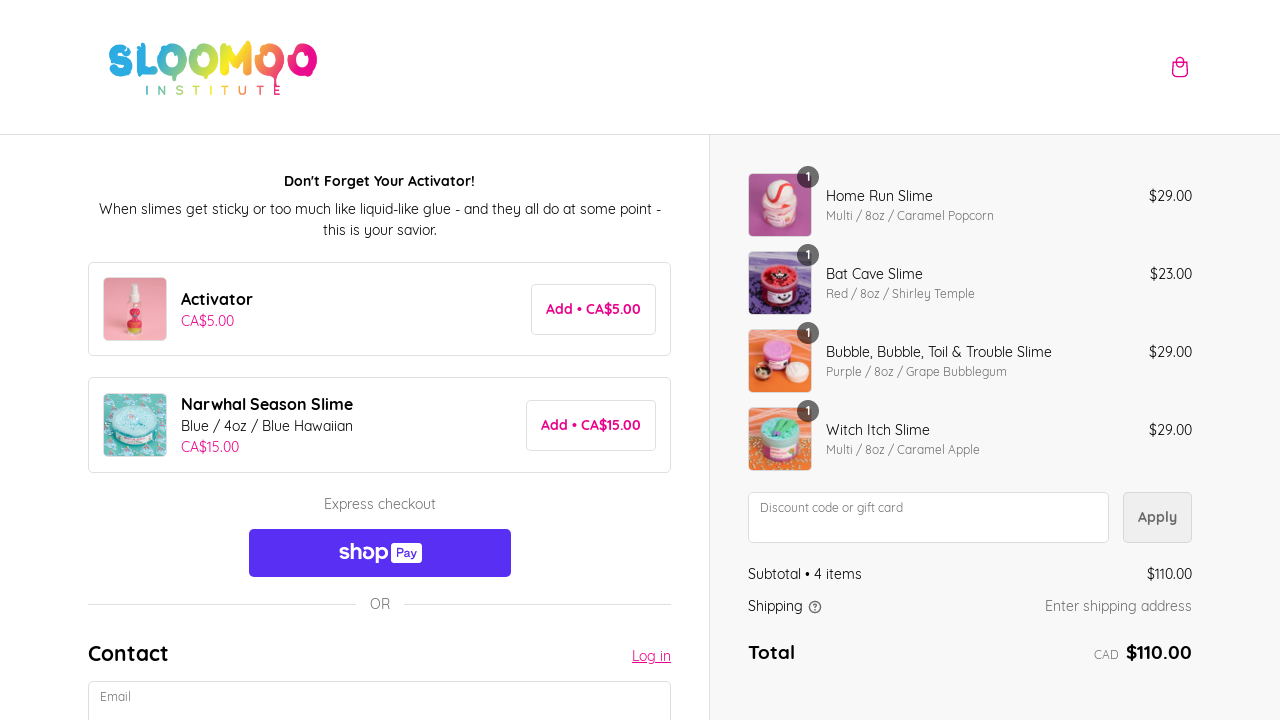 SLOOMOO
INSTITUTE
Don't Forget Your Activator!
When slimes get sticky or too much like liquid-like glue - and they all do at some point -
this is your savior.
Activator
CA$5.00
Add • CA$5.00
Narwhal Season Slime
Blue / 4oz / Blue Hawaiian
CA$15.00
Add • CA$15.00
Express checkout
shop Pay
OR
Contact
Log in
Email
1
Home Run Slime
$29.00
Multi / 8oz / Caramel Popcorn
1
Bat Cave Slime
$23.00
Red / 8oz / Shirley Temple
1
Bubble, Bubble, Toil & Trouble Slime
$29.00
Purple / 8oz / Grape Bubblegum
1
Witch Itch Slime
$29.00
Multi / 8oz / Caramel Apple
Discount code or gift card
Apply
Subtotal • 4 items
$110.00
Shipping
Enter shipping address
Total
CAD $110.00